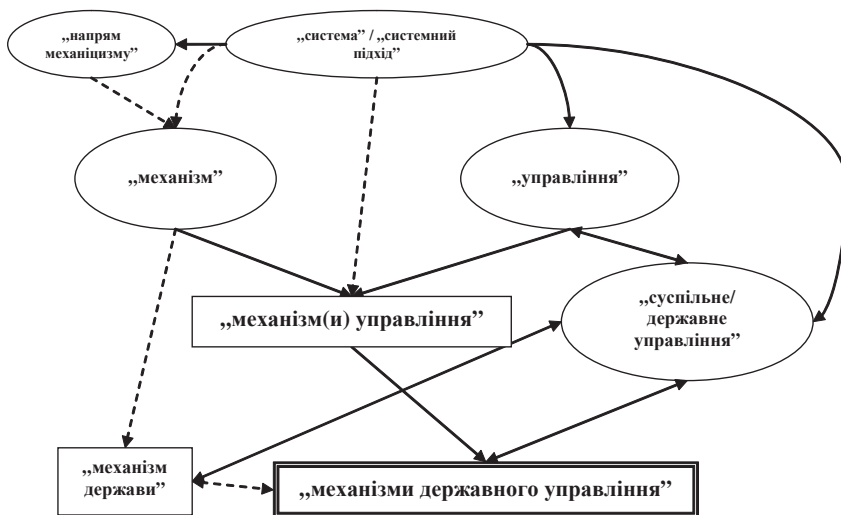 „напрям
механіцизму”
„система” / „системний
підхід”
„механізм”
„управління”
„механізм(и) управління”
„суспільне/
державне
управління”
„механізм
держави”
„механізми державного управління”